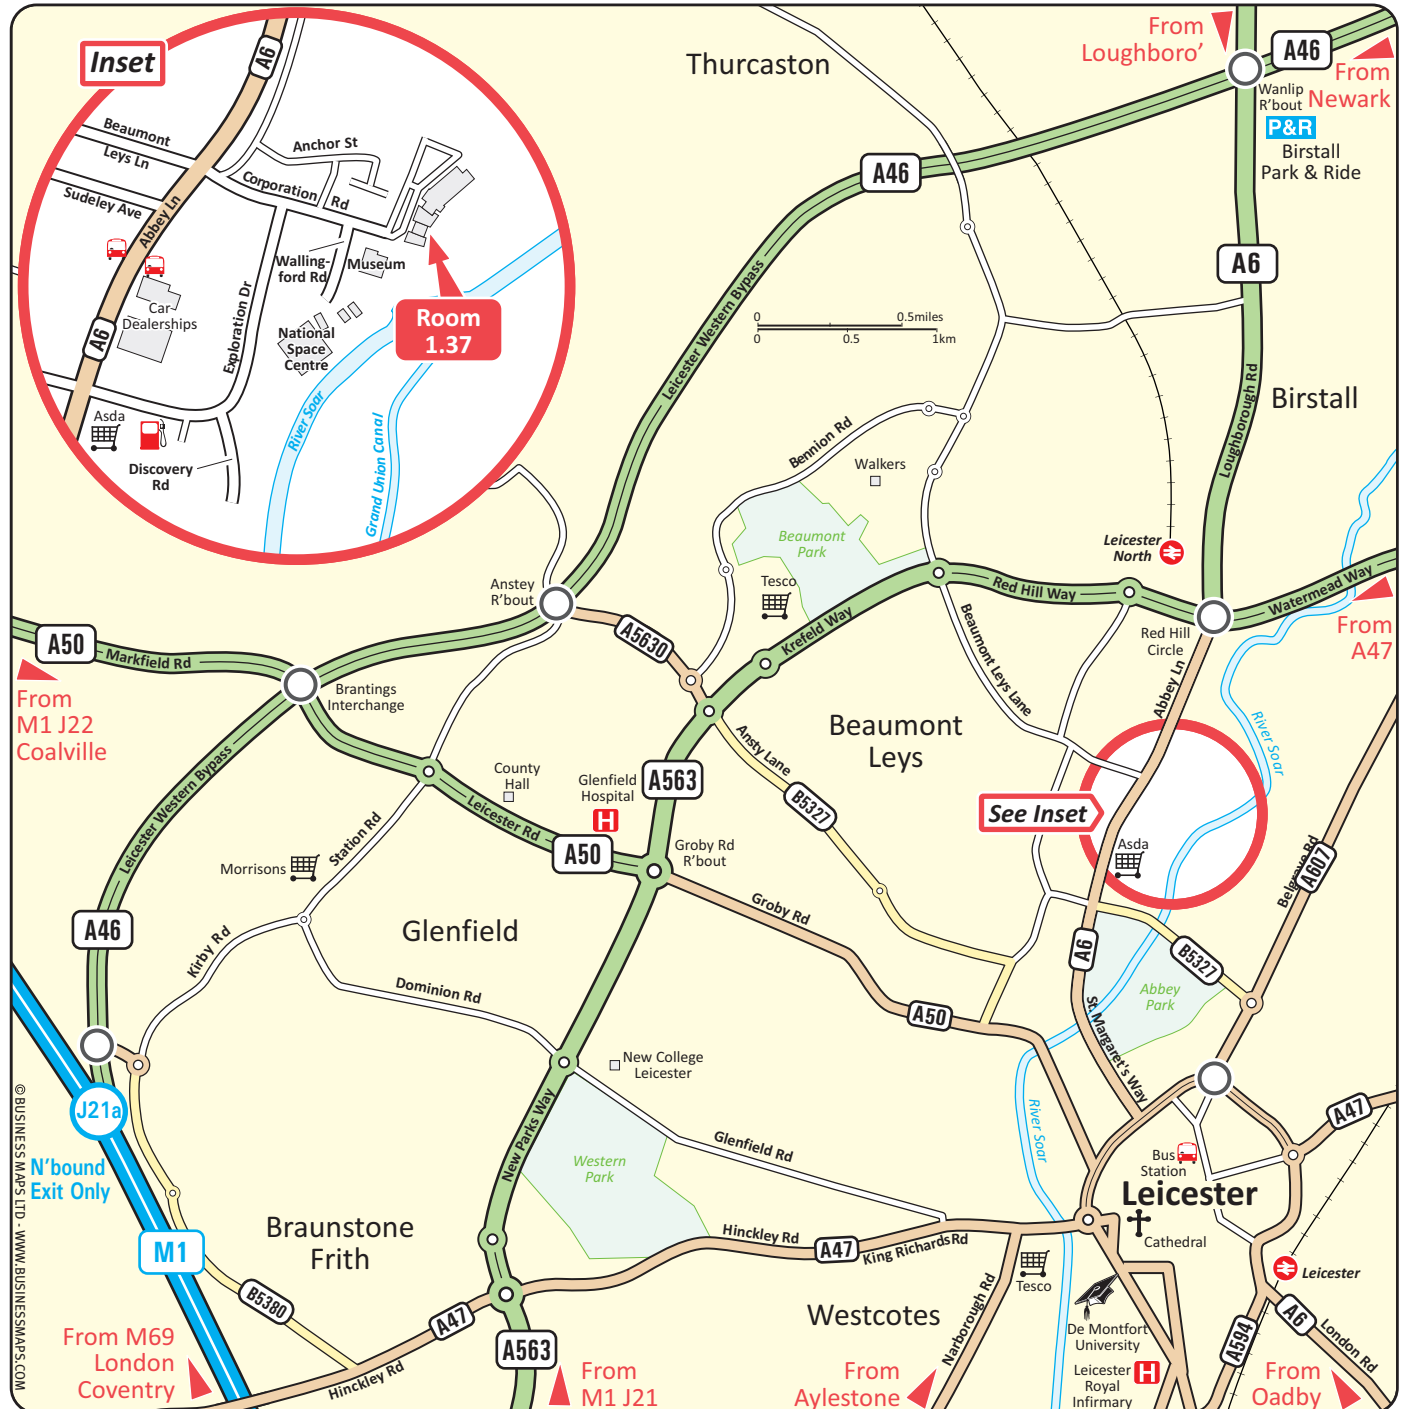 Inset
A6
Beaumont
Leys Ln
Sudeley Ave
Abbey Ln
Anchor St
Corporation
Rd
Walling-
ford Rd
Museum
Car
Dealerships
Exploration Dr
National
Space
Centre
Room
1.37
A6
River Soar
Grand Union Canal
Asda
Discovery
Rd
Thurcaston
From
Loughboro'
A46
From
Newark
Wanlip
R'bout
P&R
Birstall
Park & Ride
A46
A6
Leicester Western Bypass
0
0.5miles
0
0.5
1km
Loughborough Rd
Birstall
Bennion Rd
Walkers
Beaumont
Park
Leicester
North
Anstey
R'bout
Tesco
Red Hill Way
Watermead Way
A5630
Krefeld Way
Red Hill
Circle
From
A47
A50
Markfield Rd
From
M1 J22
Coalville
Brantings
Interchange
Beaumont Leys Lane
Abbey Ln
River Soar
Beaumont
Leys
Ansty Lane
Leicester Western Bypass
County
Hall
Glenfield
Hospital
H
A563
B5327
See Inset
Leicester Rd
A50
Groby Rd
R'bout
Asda
Station Rd
Morrisons
Belgrave Rd
A607
A46
Glenfield
Groby Rd
Kirby Rd
A6
B5327
Dominion Rd
Abbey
Park
A50
St. Margaret's Way
New College
Leicester
J21a
N'bound
Exit Only
New Parks Way
River Soar
A47
Glenfield Rd
Bus
Station
Western
Park
Leicester
Braunstone
Frith
M1
Hinckley Rd
A47
King Richards Rd
Cathedral
Tesco
Leicester
B5380
Westcotes
A47
A563
Narborough Rd
De Montfort
University
A6
London Rd
A594
From M69
London
Coventry
Hinckley Rd
From
M1 J21
From
Aylestone
Leicester
Royal
Infirmary
H
From
Oadby
©BUSINESS MAPS LTD - WWW.BUSINESSMAPS.COM